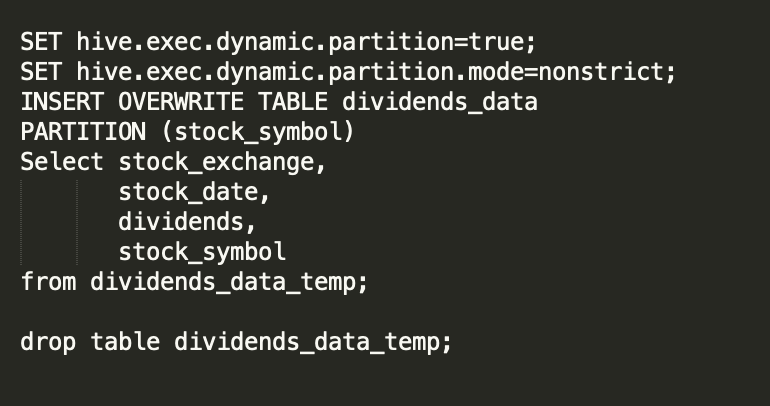 SET hive.exec.dynamic.partition=true;
SET hive.exec.dynamic.partition.mode=nonstrict;
INSERT OVERWRITE TABLE dividends_data
PARTITION (stock_symbol)
Select stock_exchange,
       stock_date,
       dividends,
       stock_symbol
from dividends_data_temp;

drop table dividends_data_temp;